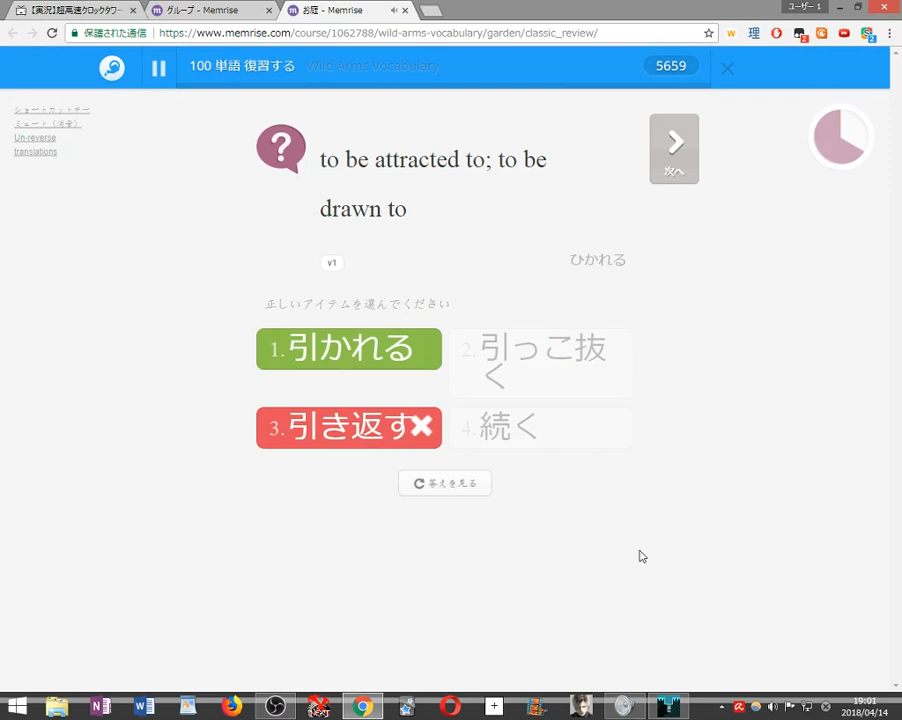 【実況】超高速クロックタワー
グループ - Memrise
お庭 - Memrise
ユーザー 1
保護された通信
https://www.memrise.com/course/1062788/wild-arms-vocabulary/garden/classic_review/
100 単語 復習する
Wild Arms Vocabulary
5659
ショートカットキー
ミュート（消音）
Un-reverse
translations
to be attracted to; to be
drawn to
次へ
v1
ひかれる
正しいアイテムを選んでください
1. 引かれる
2. 引っこ抜
く
3. 引き返す
4. 続く
答えを見る
19:01
2018/04/14